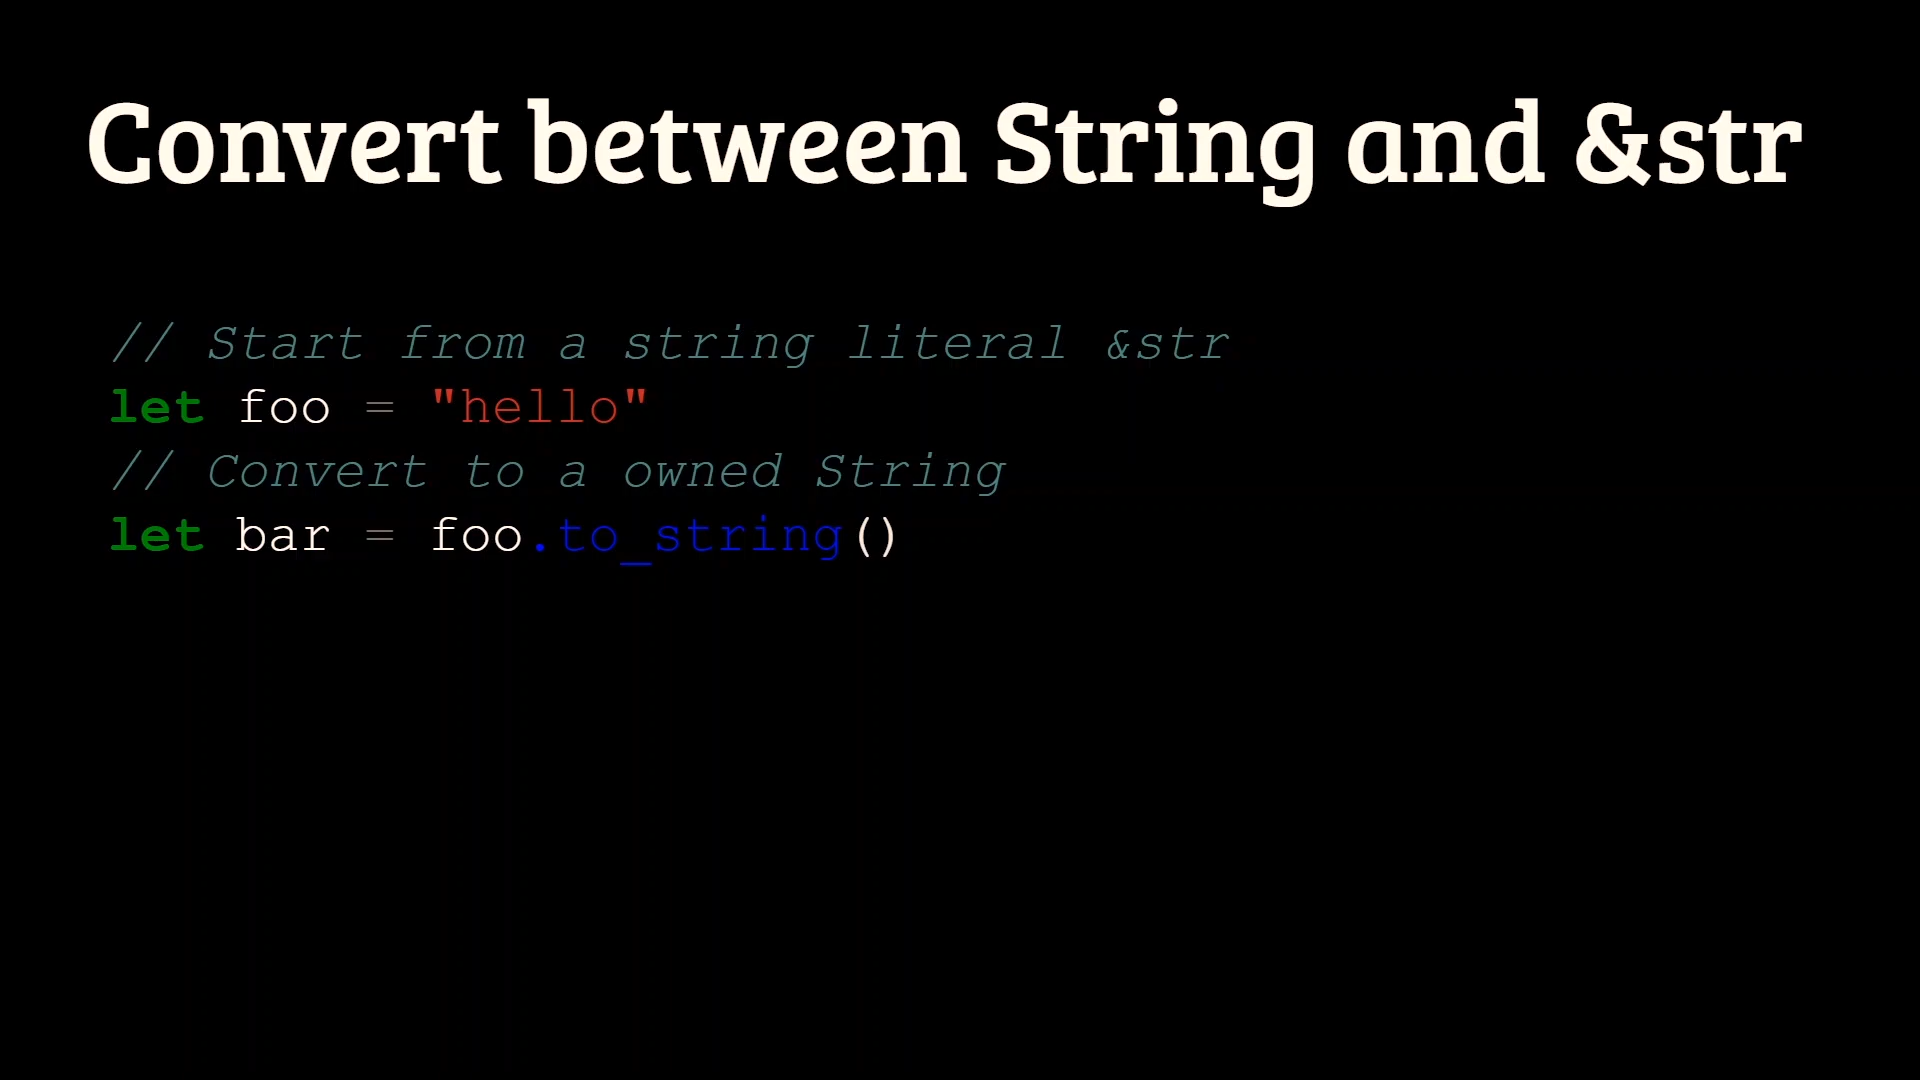 Convert between String and &str
// Start from a string literal &str
let foo = "hello"
// Convert to a owned String
let bar = foo.to_string()